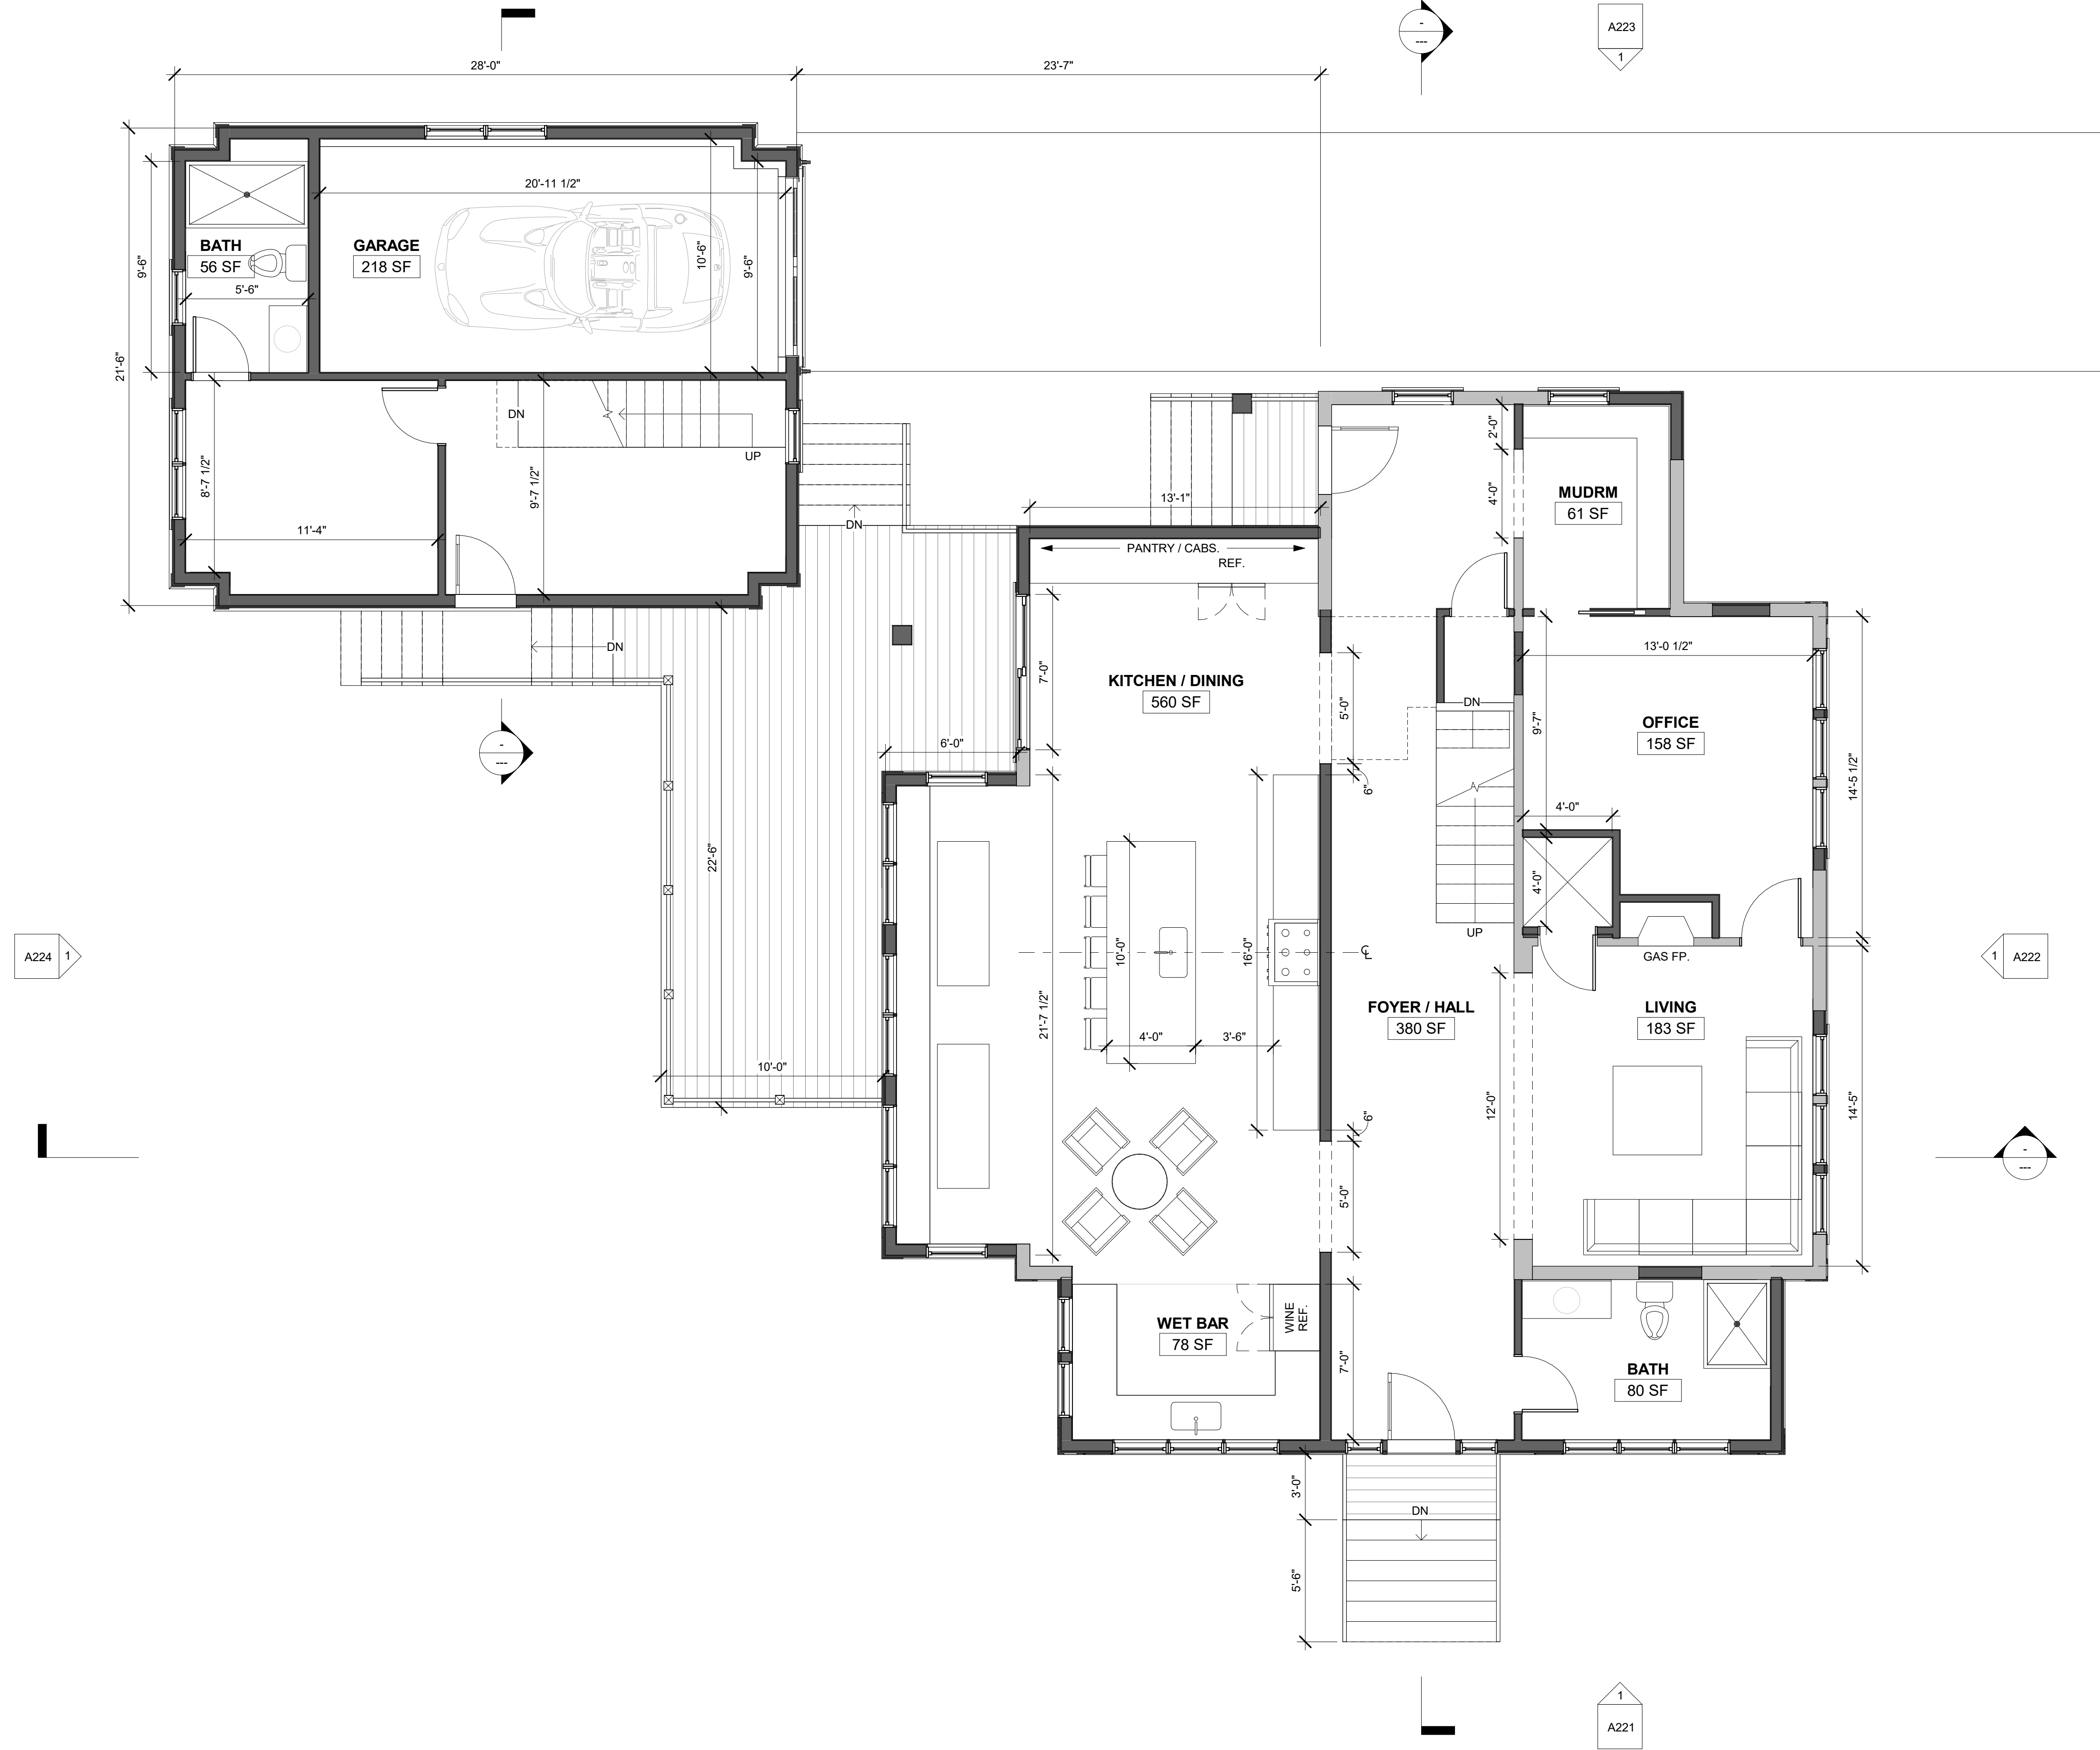 -
---
A223
1
28'-0"
23'-7"
20'-11 1/2"
BATH
56 SF
GARAGE
218 SF
9'-6"
10'-6"
9'-6"
5'-6"
21'-6"
DN
UP
8'-7 1/2"
9'-7 1/2"
11'-4"
DN
DN
13'-1"
PANTRY / CABS.
REF.
2'-0"
4'-0"
MUDRM
61 SF
13'-0 1/2"
KITCHEN / DINING
560 SF
7'-0"
5'-0"
DN
9'-7"
OFFICE
158 SF
14'-5 1/2"
-
---
6'-0"
6"
4'-0"
22'-6"
4'-0"
UP
A224
1
10'-0"
16'-0"
CL
GAS FP.
1
A222
21'-7 1/2"
FOYER / HALL
380 SF
LIVING
183 SF
4'-0"
3'-6"
10'-0"
12'-0"
14'-5"
6"
-
---
5'-0"
WET BAR
78 SF
WINE
REF.
7'-0"
BATH
80 SF
3'-0"
DN
5'-6"
1
A221